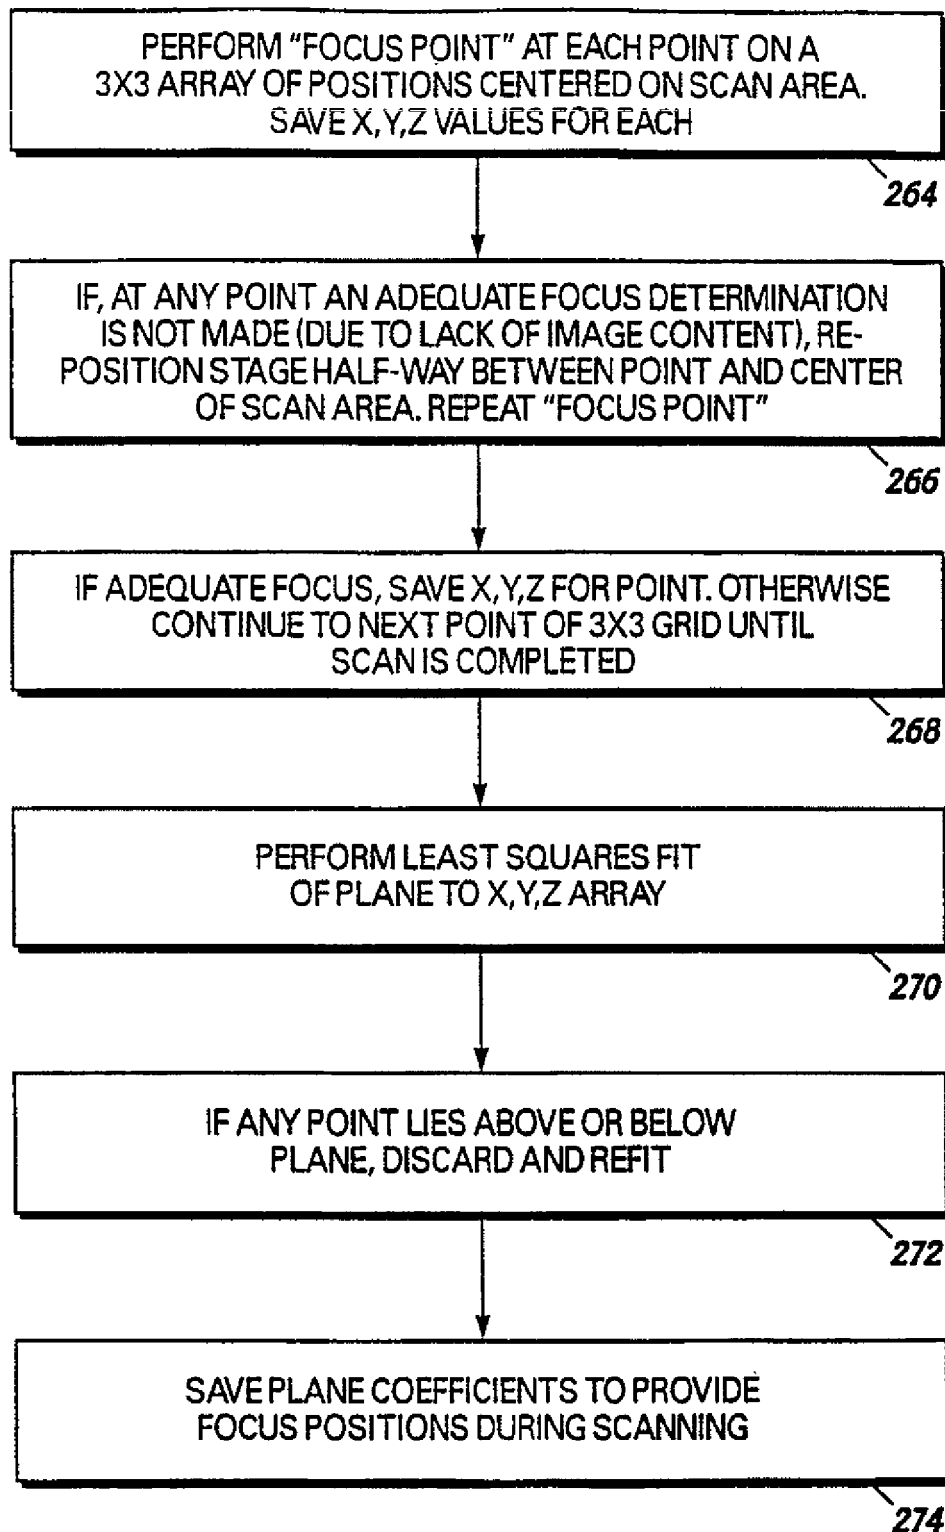 PERFORM "FOCUS POINT" AT EACH POINT ON A
3X3 ARRAY OF POSITIONS CENTERED ON SCAN AREA.
SAVE X,Y,Z VALUES FOR EACH
264
IF, AT ANY POINT AN ADEQUATE FOCUS DETERMINATION
IS NOT MADE (DUE TO LACK OF IMAGE CONTENT), RE-
POSITION STAGE HALF-WAY BETWEEN POINT AND CENTER
OF SCAN AREA. REPEAT "FOCUS POINT"
266
IF ADEQUATE FOCUS, SAVE X,Y,Z FOR POINT. OTHERWISE
CONTINUE TO NEXT POINT OF 3X3 GRID UNTIL
SCAN IS COMPLETED
268
PERFORM LEAST SQUARES FIT
OF PLANE TO X,Y,Z ARRAY
270
IF ANY POINT LIES ABOVE OR BELOW
PLANE, DISCARD AND REFIT
272
SAVE PLANE COEFFICIENTS TO PROVIDE
FOCUS POSITIONS DURING SCANNING
274